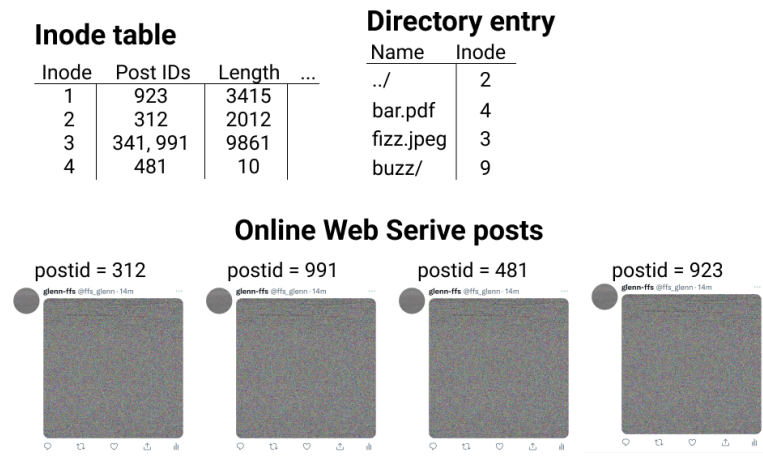 Inode table
Inode Post IDs Length ...
1 923 3415
2 312 2012
3 341, 991 9861
4 481 10
Directory entry
Name Inode
../ 2
bar.pdf 4
fizz.jpeg 3
buzz/ 9
Online Web Serive posts
postid = 312
glenn-ffs @ffs_glenn · 14m
postid = 991
glenn-ffs @ffs_glenn · 14m
postid = 481
glenn-ffs @ffs_glenn · 14m
postid = 923
glenn-ffs @ffs_glenn · 14m